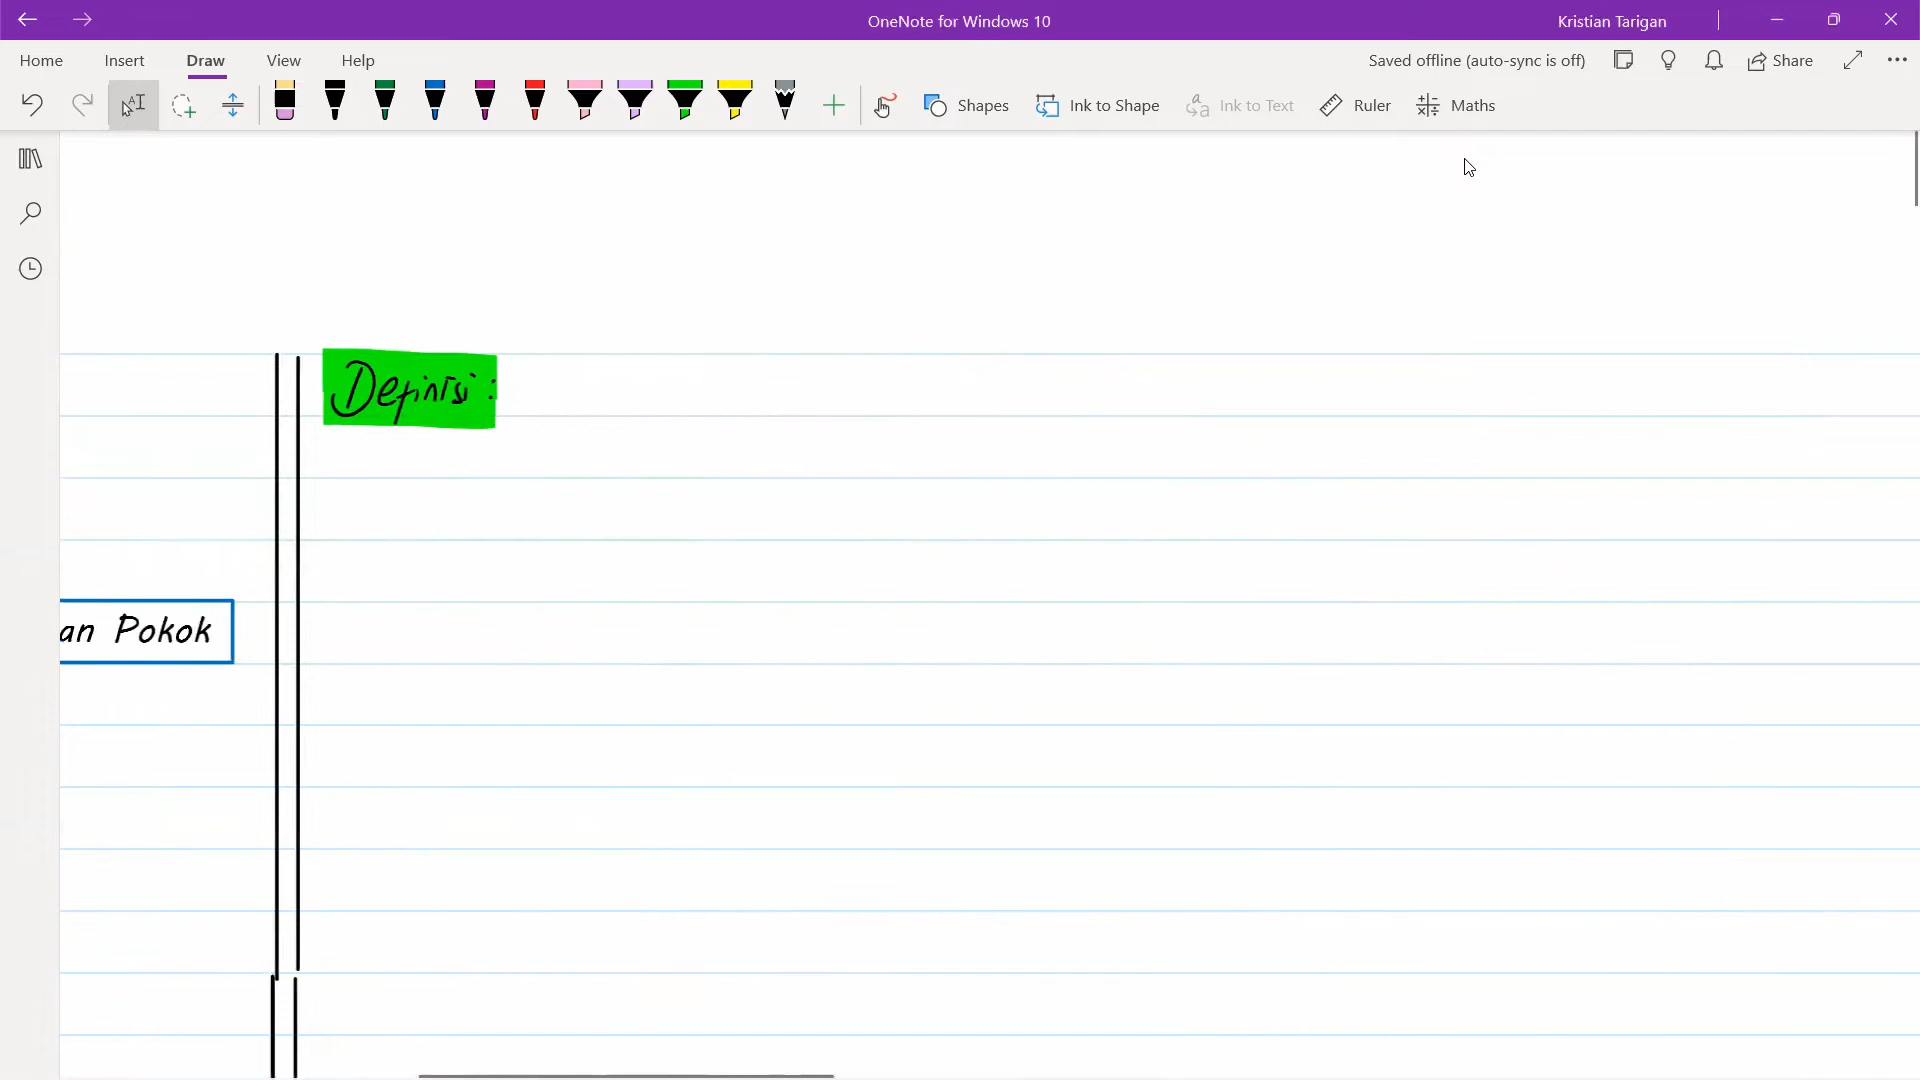 OneNote for Windows 10
Kristian Tarigan
Home Insert Draw View Help
Saved offline (auto-sync is off) Share
Shapes Ink to Shape Ink to Text Ruler Maths
Definisi :
an Pokok